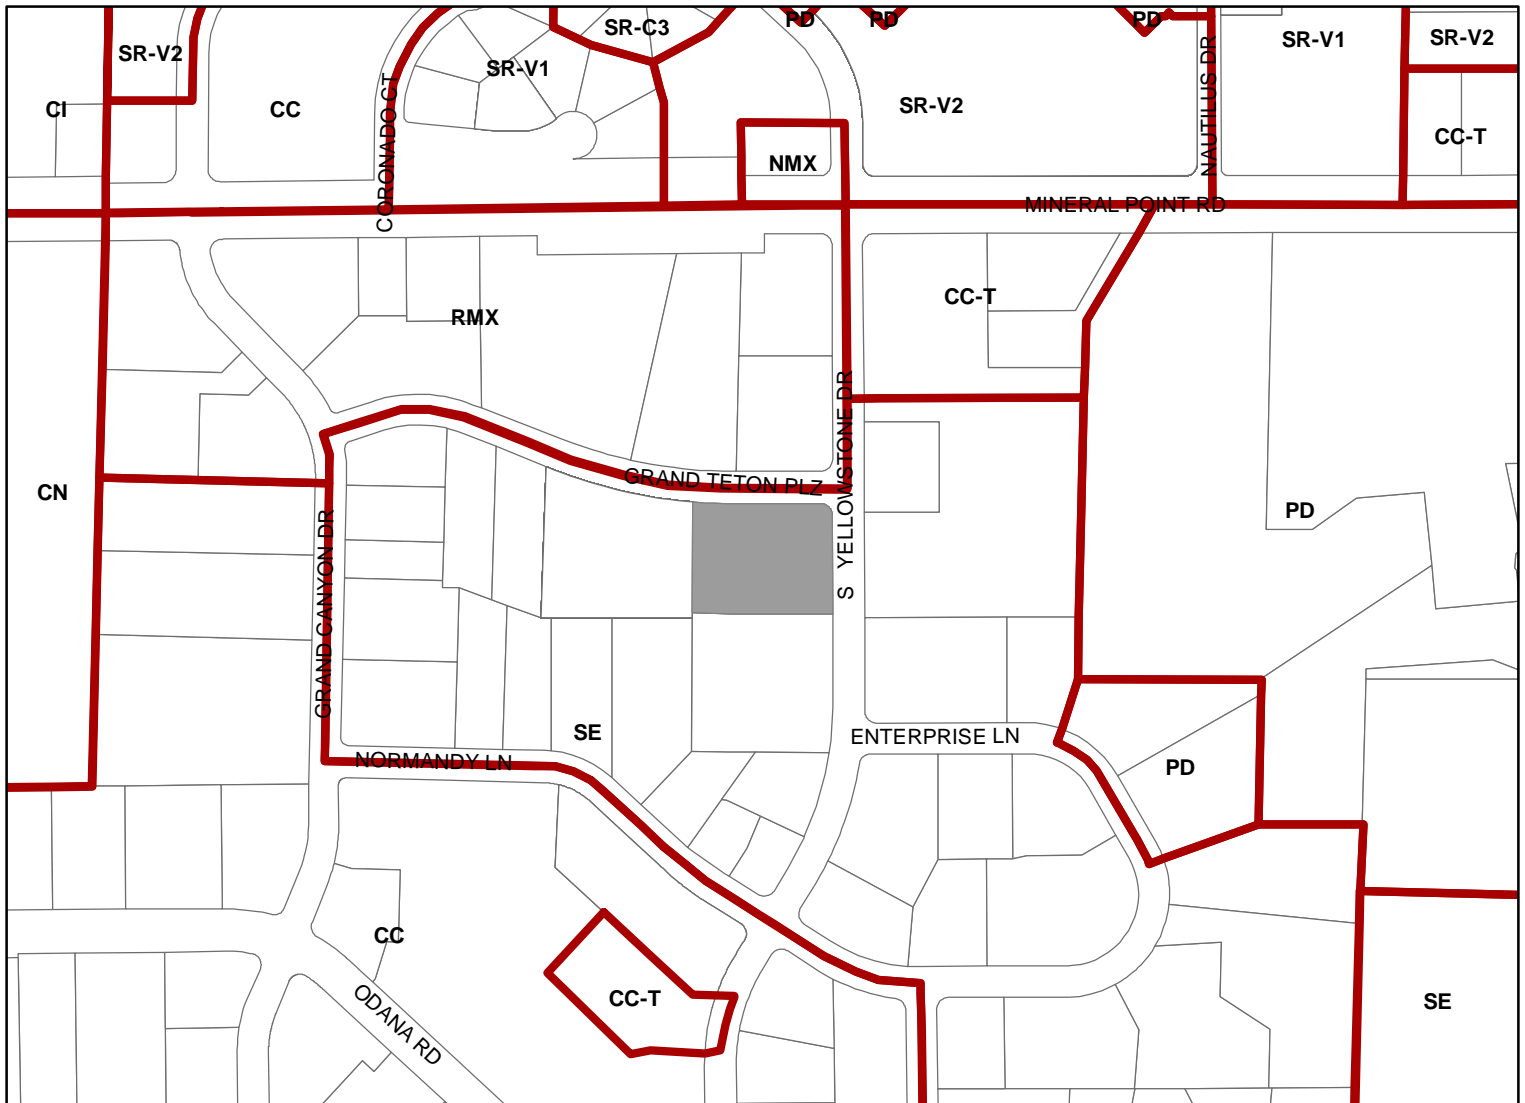 PD
PD
PD
SR-C3
SR-V1
SR-V2
SR-V2
SR-V1
CI
CC
SR-V2
CC-T
CORONADO CT
NAUTILUS DR
NMX
MINERAL POINT RD
CC-T
RMX
GRAND TETON PLZ
S YELLOWSTONE DR
CN
PD
GRAND CANYON DR
SE
ENTERPRISE LN
NORMANDY LN
PD
CC
CC-T
SE
ODANA RD